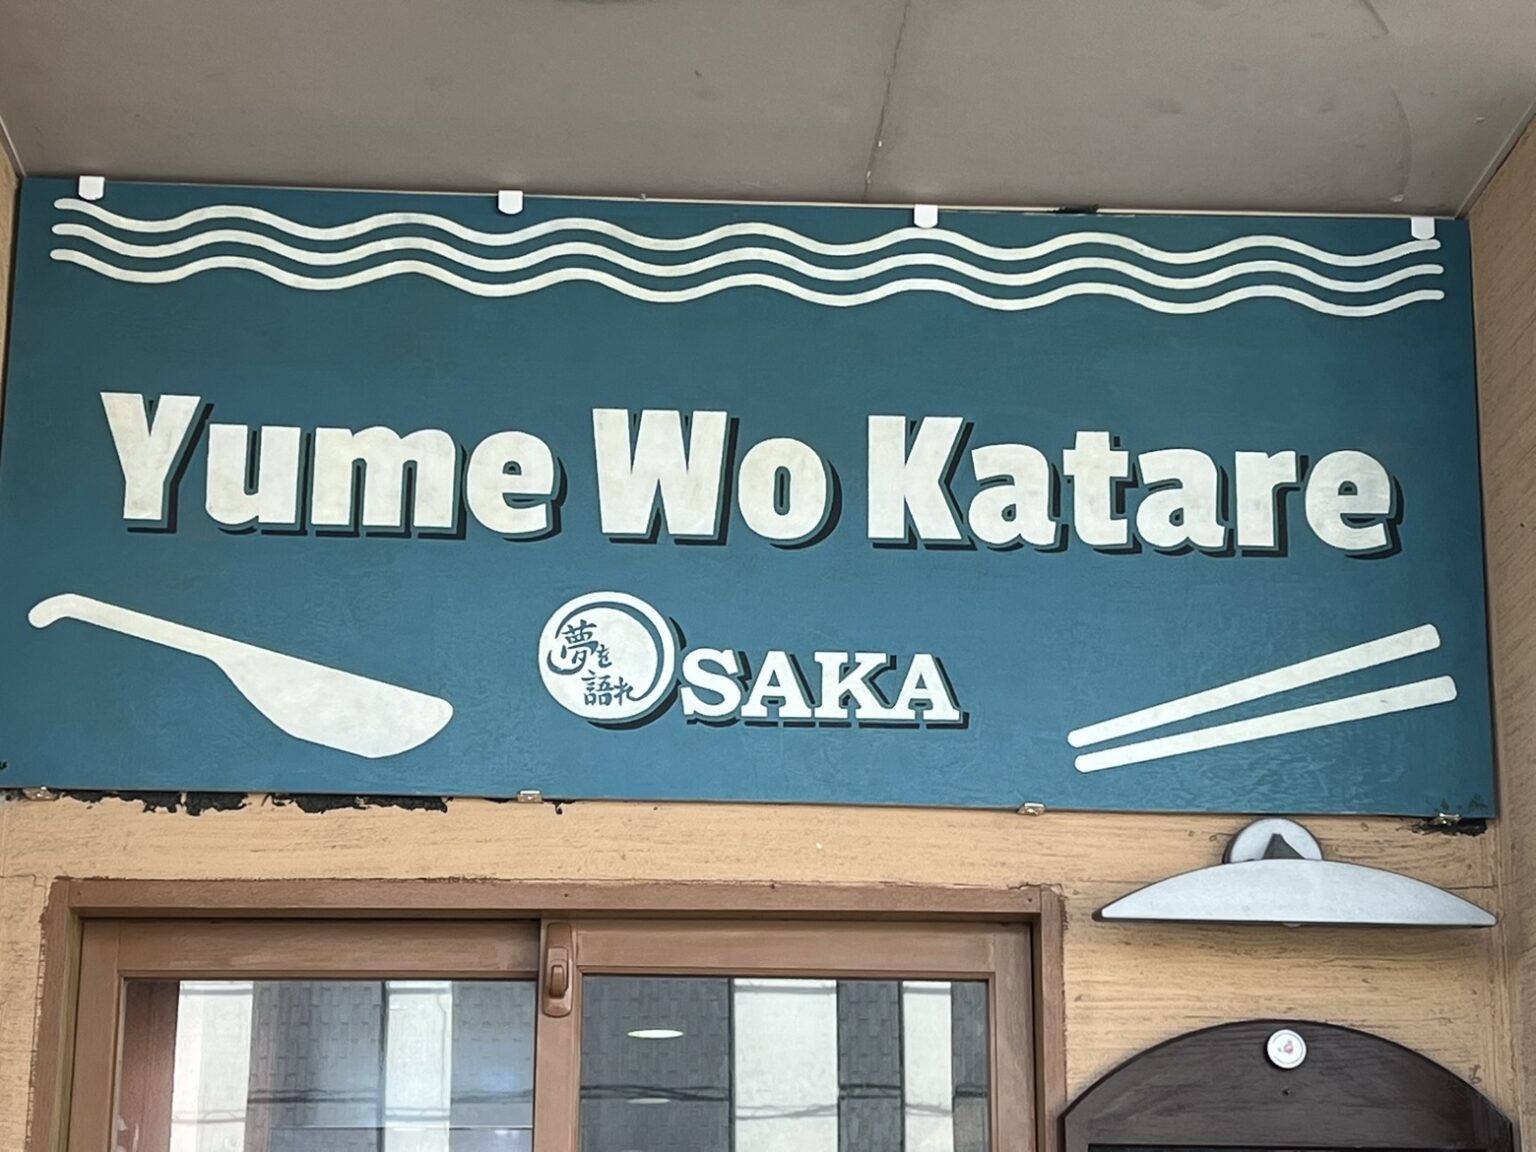 Yume Wo Katare
夢を
語れ
OSAKA